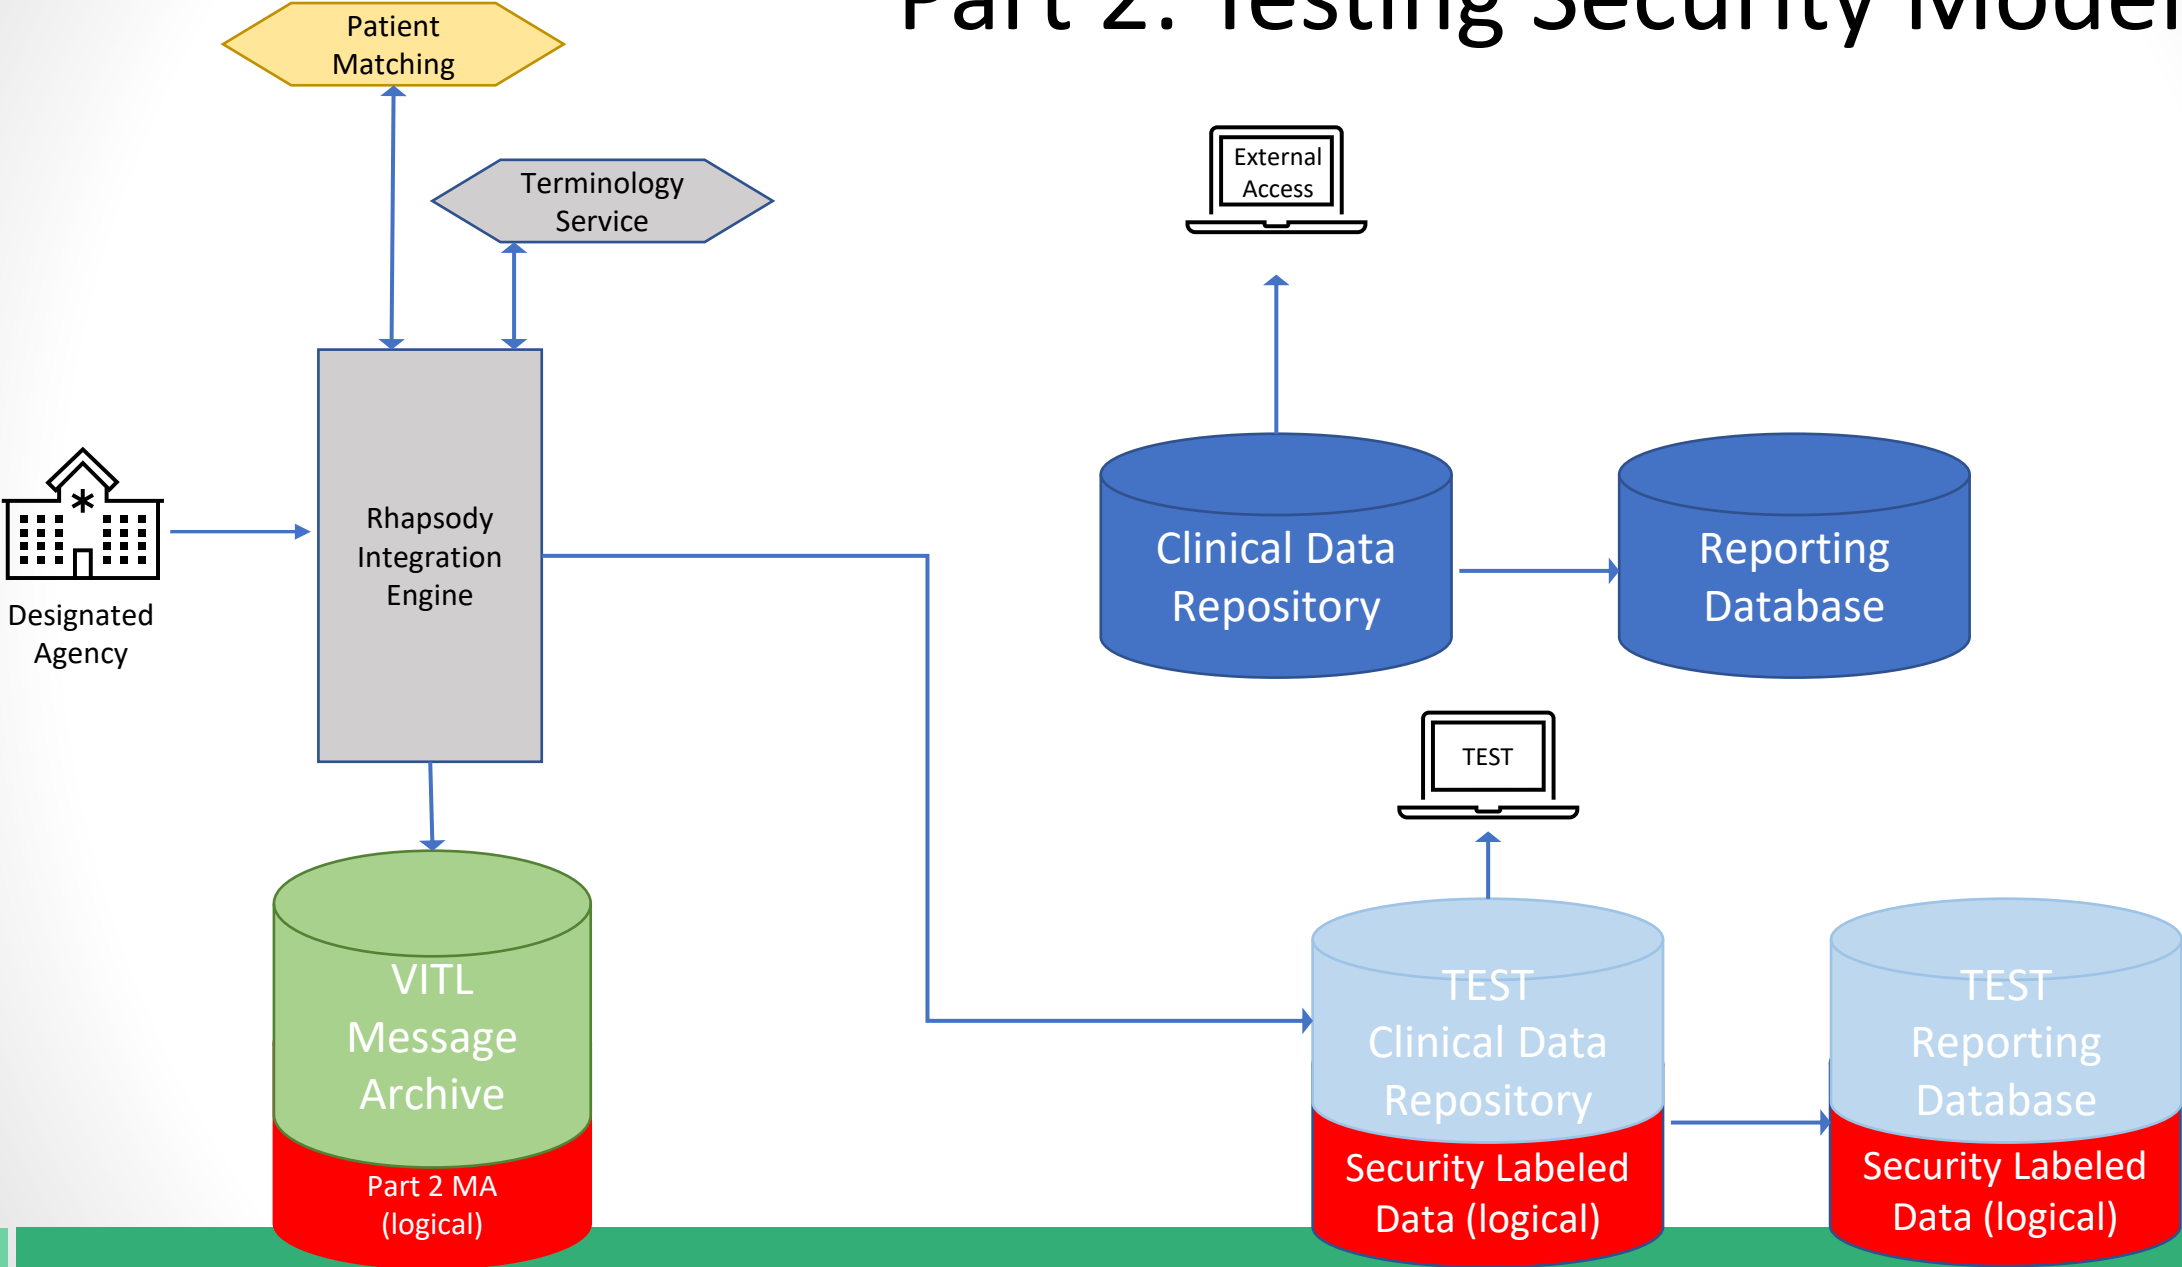 Part 2: Testing Security Model
Patient
Matching
Terminology
Service
External
Access
Rhapsody
Integration
Engine
Designated
Agency
Clinical Data
Repository
Reporting
Database
TEST
VITL
Message
Archive
Part 2 MA
(logical)
TEST
Clinical Data
Repository
Security Labeled
Data (logical)
TEST
Reporting
Database
Security Labeled
Data (logical)